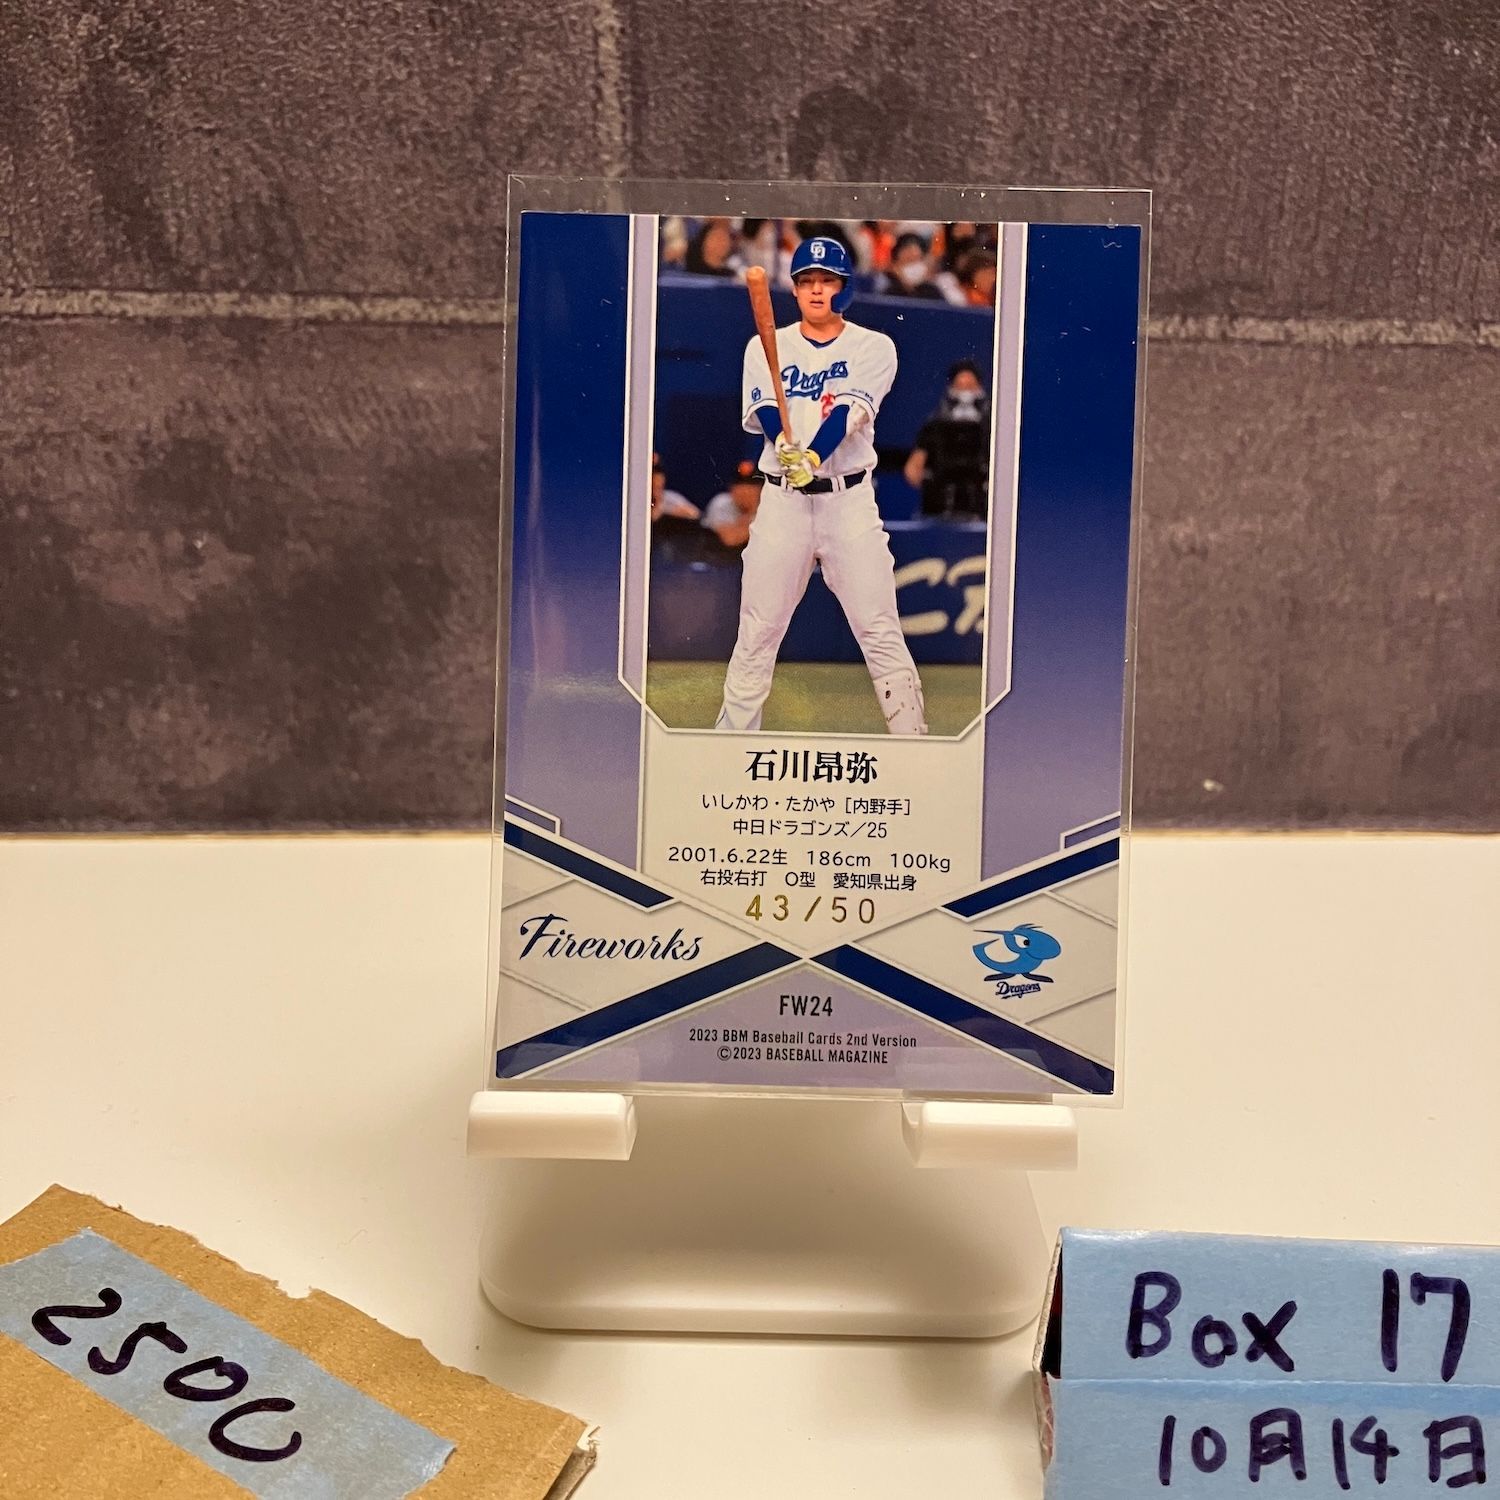 Dragons
石川昂弥
いしかわ・たかや［内野手］
中日ドラゴンズ／25
2001.6.22生 186cm 100kg
右投右打 O型 愛知県出身
43/50
Fireworks
Dragons
FW24
2023 BBM Baseball Cards 2nd Version
©2023 BASEBALL MAGAZINE
2500
Box 17
10月14日